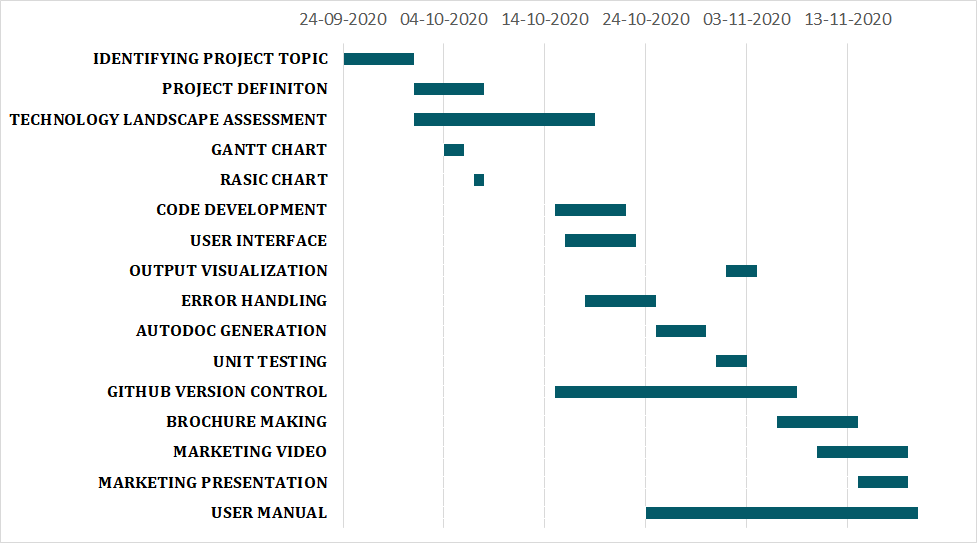 24-09-2020 04-10-2020 14-10-2020 24-10-2020 03-11-2020 13-11-2020
IDENTIFYING PROJECT TOPIC
PROJECT DEFINITON
TECHNOLOGY LANDSCAPE ASSESSMENT
GANTT CHART
RASIC CHART
CODE DEVELOPMENT
USER INTERFACE
OUTPUT VISUALIZATION
ERROR HANDLING
AUTODOC GENERATION
UNIT TESTING
GITHUB VERSION CONTROL
BROCHURE MAKING
MARKETING VIDEO
MARKETING PRESENTATION
USER MANUAL